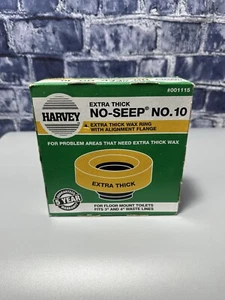 #001115
HARVEY
EXTRA THICK
NO-SEEP® NO.10
EXTRA THICK WAX RING
WITH ALIGNMENT FLANGE
FOR PROBLEM AREAS THAT NEED EXTRA THICK WAX
EXTRA THICK
YEAR
FOR FLOOR MOUNT TOILETS
FITS 3" AND 4" WASTE LINES